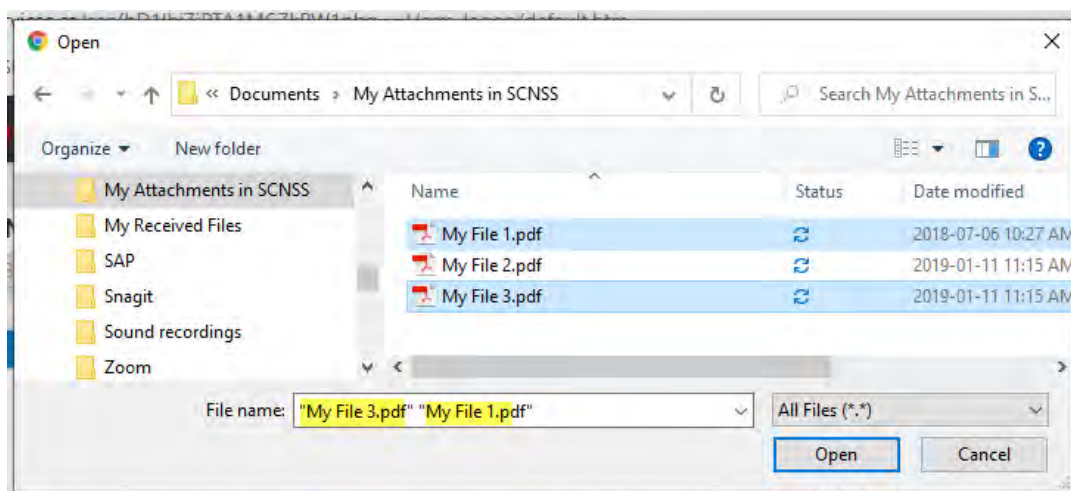 Open
« Documents › My Attachments in SCNSS
Search My Attachments in S...
Organize
New folder
My Attachments in SCNSS
My Received Files
SAP
Snagit
Sound recordings
Zoom
Name Status Date modified
My File 1.pdf 2018-07-06 10:27 AM
My File 2.pdf 2019-01-11 11:15 AM
My File 3.pdf 2019-01-11 11:15 AM
File name: "My File 3.pdf" "My File 1.pdf"
All Files (*.*)
Open Cancel